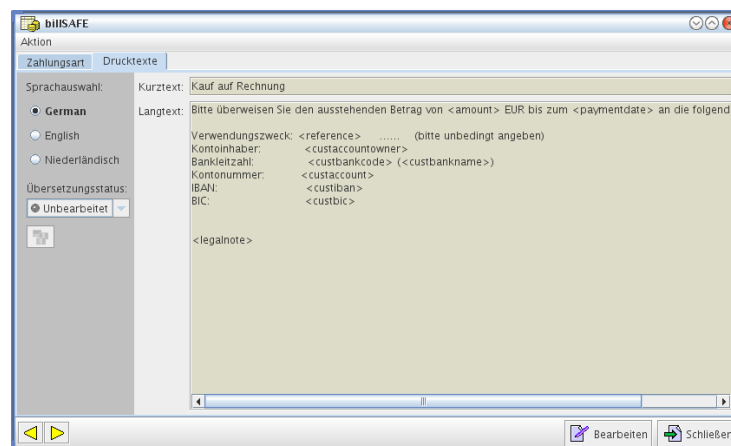 billSAFE
Aktion
Zahlungsart Drucktexte
Sprachauswahl:
German
English
Niederländisch
Übersetzungsstatus:
Unbearbeitet
Kurztext: Kauf auf Rechnung
Langtext: Bitte überweisen Sie den ausstehenden Betrag von <amount> EUR bis zum <paymentdate> an die folgend
Verwendungszweck: <reference> ...... (bitte unbedingt angeben)
Kontoinhaber: <custaccountowner>
Bankleitzahl: <custbankcode> (<custbankname>)
Kontonummer: <custaccount>
IBAN: <custiban>
BIC: <custbic>
<legalnote>
Bearbeiten Schließen